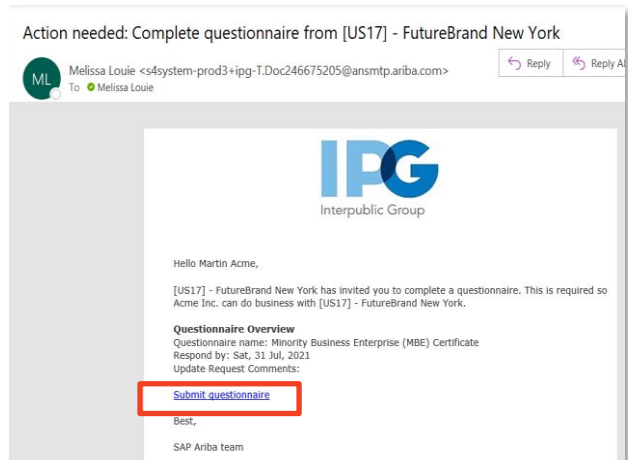 Action needed: Complete questionnaire from [US17] - FutureBrand New York
ML
Melissa Louie <s4system-prod3+ipg-T.Doc246675205@ansmtp.ariba.com>
To Melissa Louie
Reply
Reply Al
IPG
Interpublic Group
Hello Martin Acme,
[US17] - FutureBrand New York has invited you to complete a questionnaire. This is required so
Acme Inc. can do business with [US17] - FutureBrand New York.
Questionnaire Overview
Questionnaire name: Minority Business Enterprise (MBE) Certificate
Respond by: Sat, 31 Jul, 2021
Update Request Comments:
Submit questionnaire
Best,
SAP Ariba team